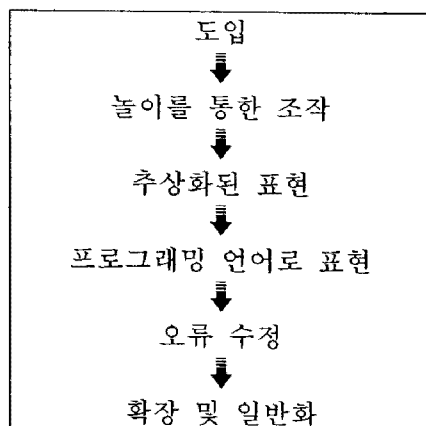 도입
놀이를 통한 조작
추상화된 표현
프로그래밍 언어로 표현
오류 수정
확장 및 일반화